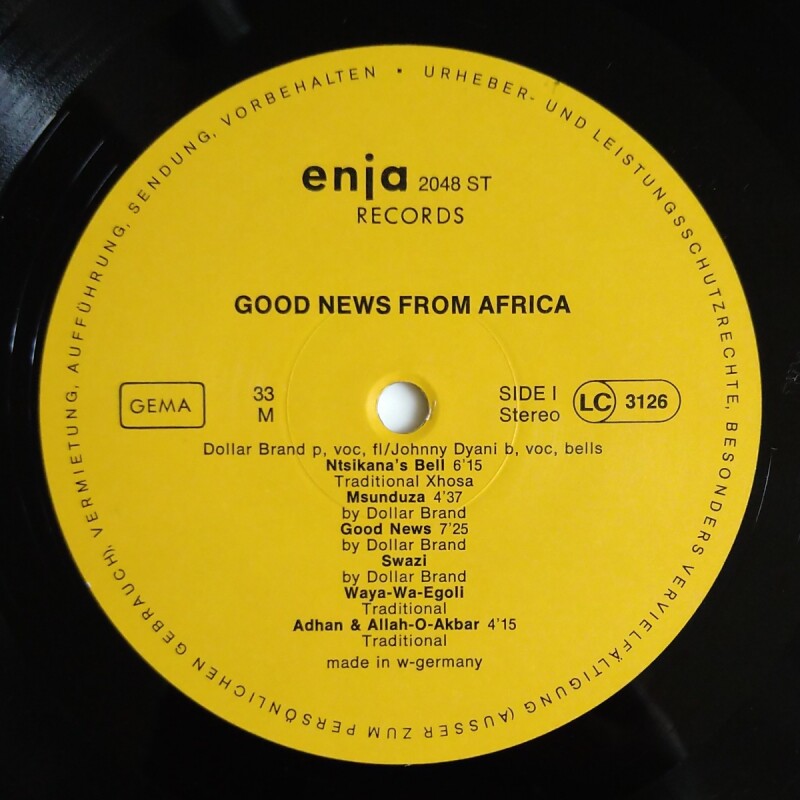 URHEBER- UND LEISTUNGSSCHUTZRECHTE, BESONDERS VERVIELFÄLTIGUNG (AUSSER ZUM PERSÖNLICHEN GEBRAUCH), VERMIETUNG, AUFFÜHRUNG, SENDUNG, VORBEHALTEN •
enja 2048 ST
RECORDS
GOOD NEWS FROM AFRICA
GEMA
33
M
SIDE I
Stereo
LC 3126
Dollar Brand p, voc, fl/Johnny Dyani b, voc, bells
Ntsikana's Bell 6'15
Traditional Xhosa
Msunduza 4'37
by Dollar Brand
Good News 7'25
by Dollar Brand
Swazi
by Dollar Brand
Waya-Wa-Egoli
Traditional
Adhan & Allah-O-Akbar 4'15
Traditional
made in w-germany